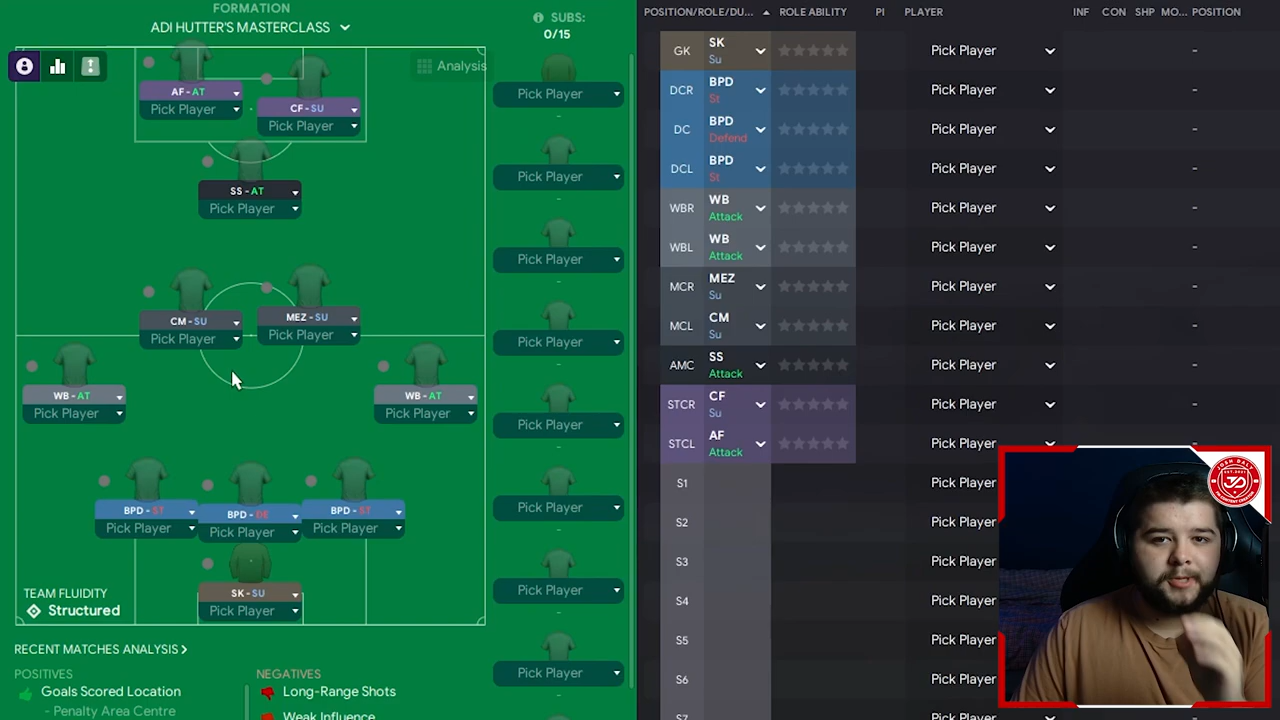 FORMATION
ADI HUTTER'S MASTERCLASS
SUBS:
0/15
Analysis
AF - AT
Pick Player
CF - SU
Pick Player
SS - AT
Pick Player
CM - SU
Pick Player
MEZ - SU
Pick Player
WB - AT
Pick Player
WB - AT
Pick Player
BPD - ST
Pick Player
BPD - DE
Pick Player
BPD - ST
Pick Player
SK - SU
Pick Player
TEAM FLUIDITY
Structured
RECENT MATCHES ANALYSIS >
POSITIVES
Goals Scored Location
- Penalty Area Centre
NEGATIVES
Long-Range Shots
Weak Influence
Pick Player
-
Pick Player
-
Pick Player
-
Pick Player
-
Pick Player
-
Pick Player
-
Pick Player
-
Pick Player
-
POSITION/ROLE/DU... ROLE ABILITY PI PLAYER INF CON SHP MO... POSITION
GK SK Su Pick Player -
DCR BPD St Pick Player -
DC BPD Defend Pick Player -
DCL BPD St Pick Player -
WBR WB Attack Pick Player -
WBL WB Attack Pick Player -
MCR MEZ Su Pick Player -
MCL CM Su Pick Player -
AMC SS Attack Pick Player -
STCR CF Su Pick Player -
STCL AF Attack Pick Player -
S1 Pick Player
S2 Pick Player
S3 Pick Player
S4 Pick Player
S5 Pick Player
S6 Pick Player
S7 Pick Player
JOSH DALY
JD